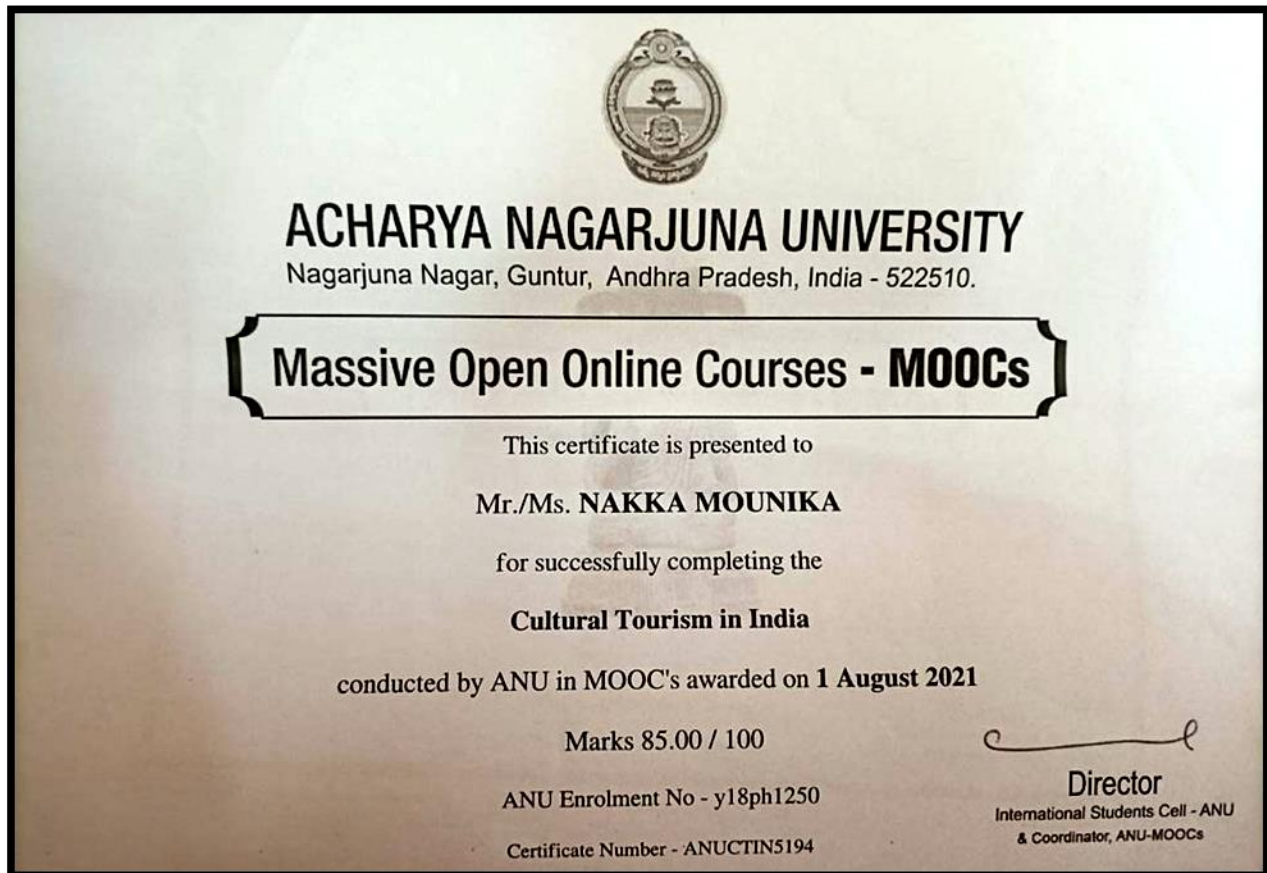 ACHARYA NAGARJUNA UNIVERSITY
Nagarjuna Nagar, Guntur, Andhra Pradesh, India - 522510.
Massive Open Online Courses - MOOCs
This certificate is presented to
Mr./Ms. NAKKA MOUNIKA
for successfully completing the
Cultural Tourism in India
conducted by ANU in MOOC's awarded on 1 August 2021
Marks 85.00 / 100
ANU Enrolment No - y18ph1250
Certificate Number - ANUCTIN5194
Director
International Students Cell - ANU
& Coordinator, ANU-MOOCs